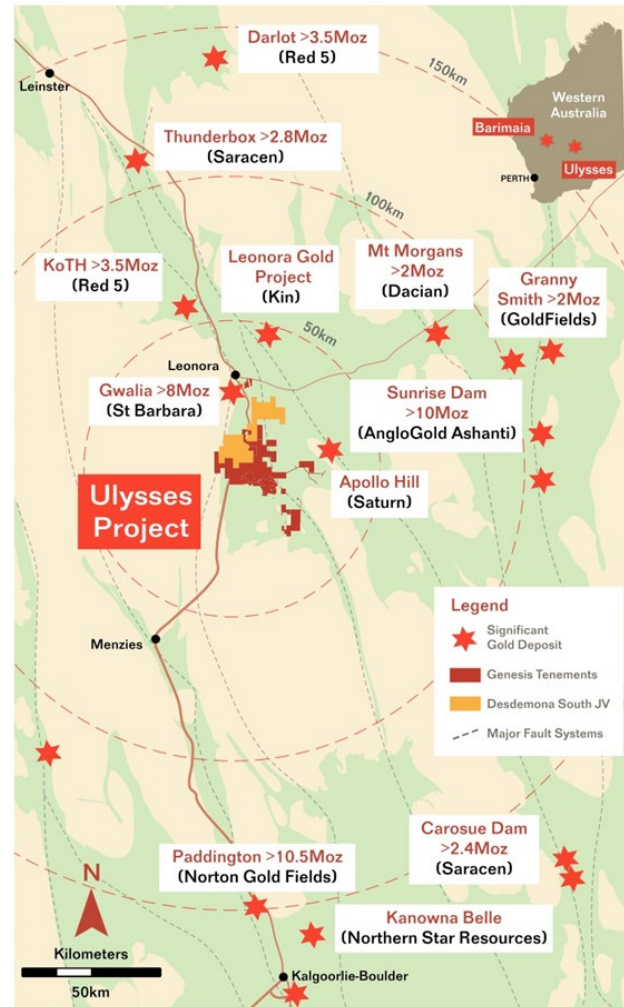 Darlot >3.5Moz
(Red 5)
Leinster
150km
Western
Australia
Barimaia
Ulysses
PERTH
Thunderbox >2.8Moz
(Saracen)
100km
KoTH >3.5Moz
(Red 5)
Leonora Gold
Project
(Kin)
Mt Morgans
>2Moz
(Dacian)
Granny
Smith >2Moz
(GoldFields)
50km
Leonora
Gwalia >8Moz
(St Barbara)
Sunrise Dam
>10Moz
(AngloGold Ashanti)
Apollo Hill
(Saturn)
Ulysses
Project
Menzies
Legend
Significant
Gold Deposit
Genesis Tenements
Desdemona South JV
Major Fault Systems
Carosue Dam
>2.4Moz
(Saracen)
Paddington >10.5Moz
(Norton Gold Fields)
Kanowna Belle
(Northern Star Resources)
N
Kilometers
50km
Kalgoorlie-Boulder